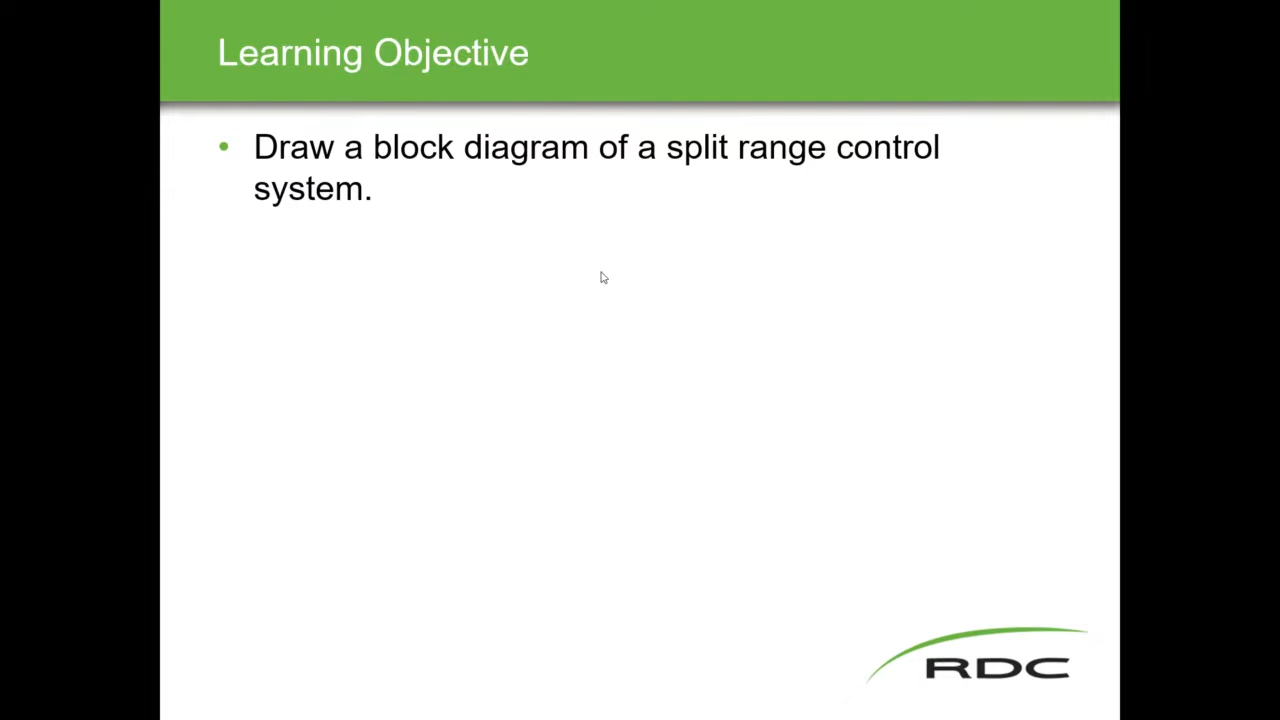 Learning Objective
• Draw a block diagram of a split range control
system.
RDC